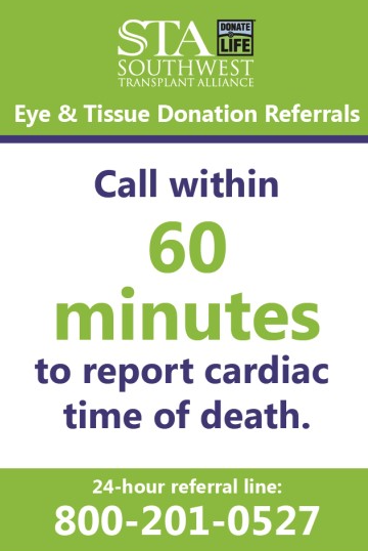 STA
DONATE
LIFE
SOUTHWEST
TRANSPLANT ALLIANCE
Eye & Tissue Donation Referrals
Call within
60
minutes
to report cardiac
time of death.
24-hour referral line:
800-201-0527